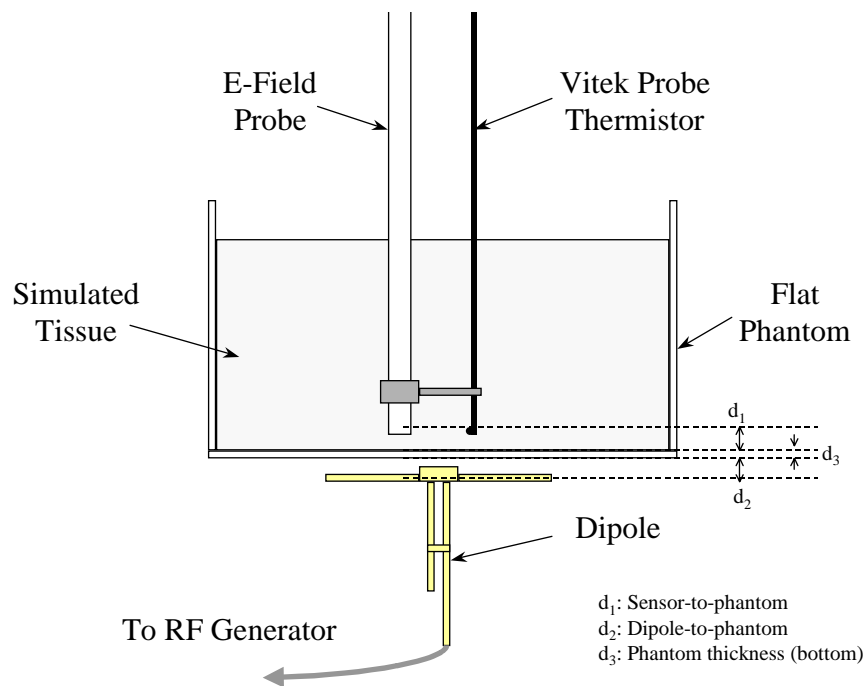 E-Field
Probe
Vitek Probe
Thermistor
Simulated
Tissue
Flat
Phantom
d₁
d₃
d₂
Dipole
To RF Generator
d₁: Sensor-to-phantom
d₂: Dipole-to-phantom
d₃: Phantom thickness (bottom)